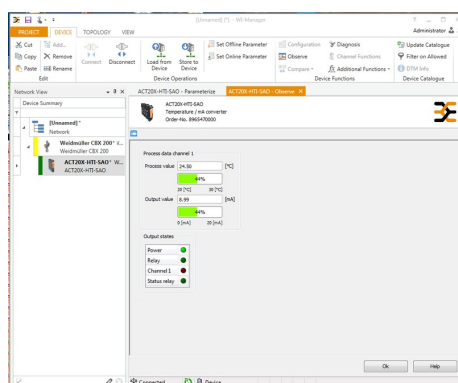 [Unnamed] (*) - WI-Manager
PROJECT DEVICE TOPOLOGY VIEW Administrator
Cut Add... Load from Store to Set Offline Parameter Configuration Diagnosis Update Catalogue
Copy Remove Connect Disconnect Device Device Set Online Parameter Observe Channel Functions Filter on Allowed
Paste Rename Compare Additional Functions DTM Info
Edit Device Operations Device Functions Device Catalogue
Network View ACT20X-HTI-SAO - Parameterize ACT20X-HTI-SAO - Observe
Device Summary
ACT20X-HTI-SAO
Temperature / mA converter
Order-No. 8965470000
[Unnamed]*
Network
Weidmüller CBX 200*
Weidmüller CBX 200
ACT20X-HTI-SAO* W...
ACT20X-HTI-SAO
Process data channel 1
Process value 24.50 [°C]
44%
[°C] 30 [°C]
Output value 8.99 [mA]
44%
0 [mA] 20 [mA]
Output states
Power
Relay
Channel 1
Status relay
Ok Help
Connected Device